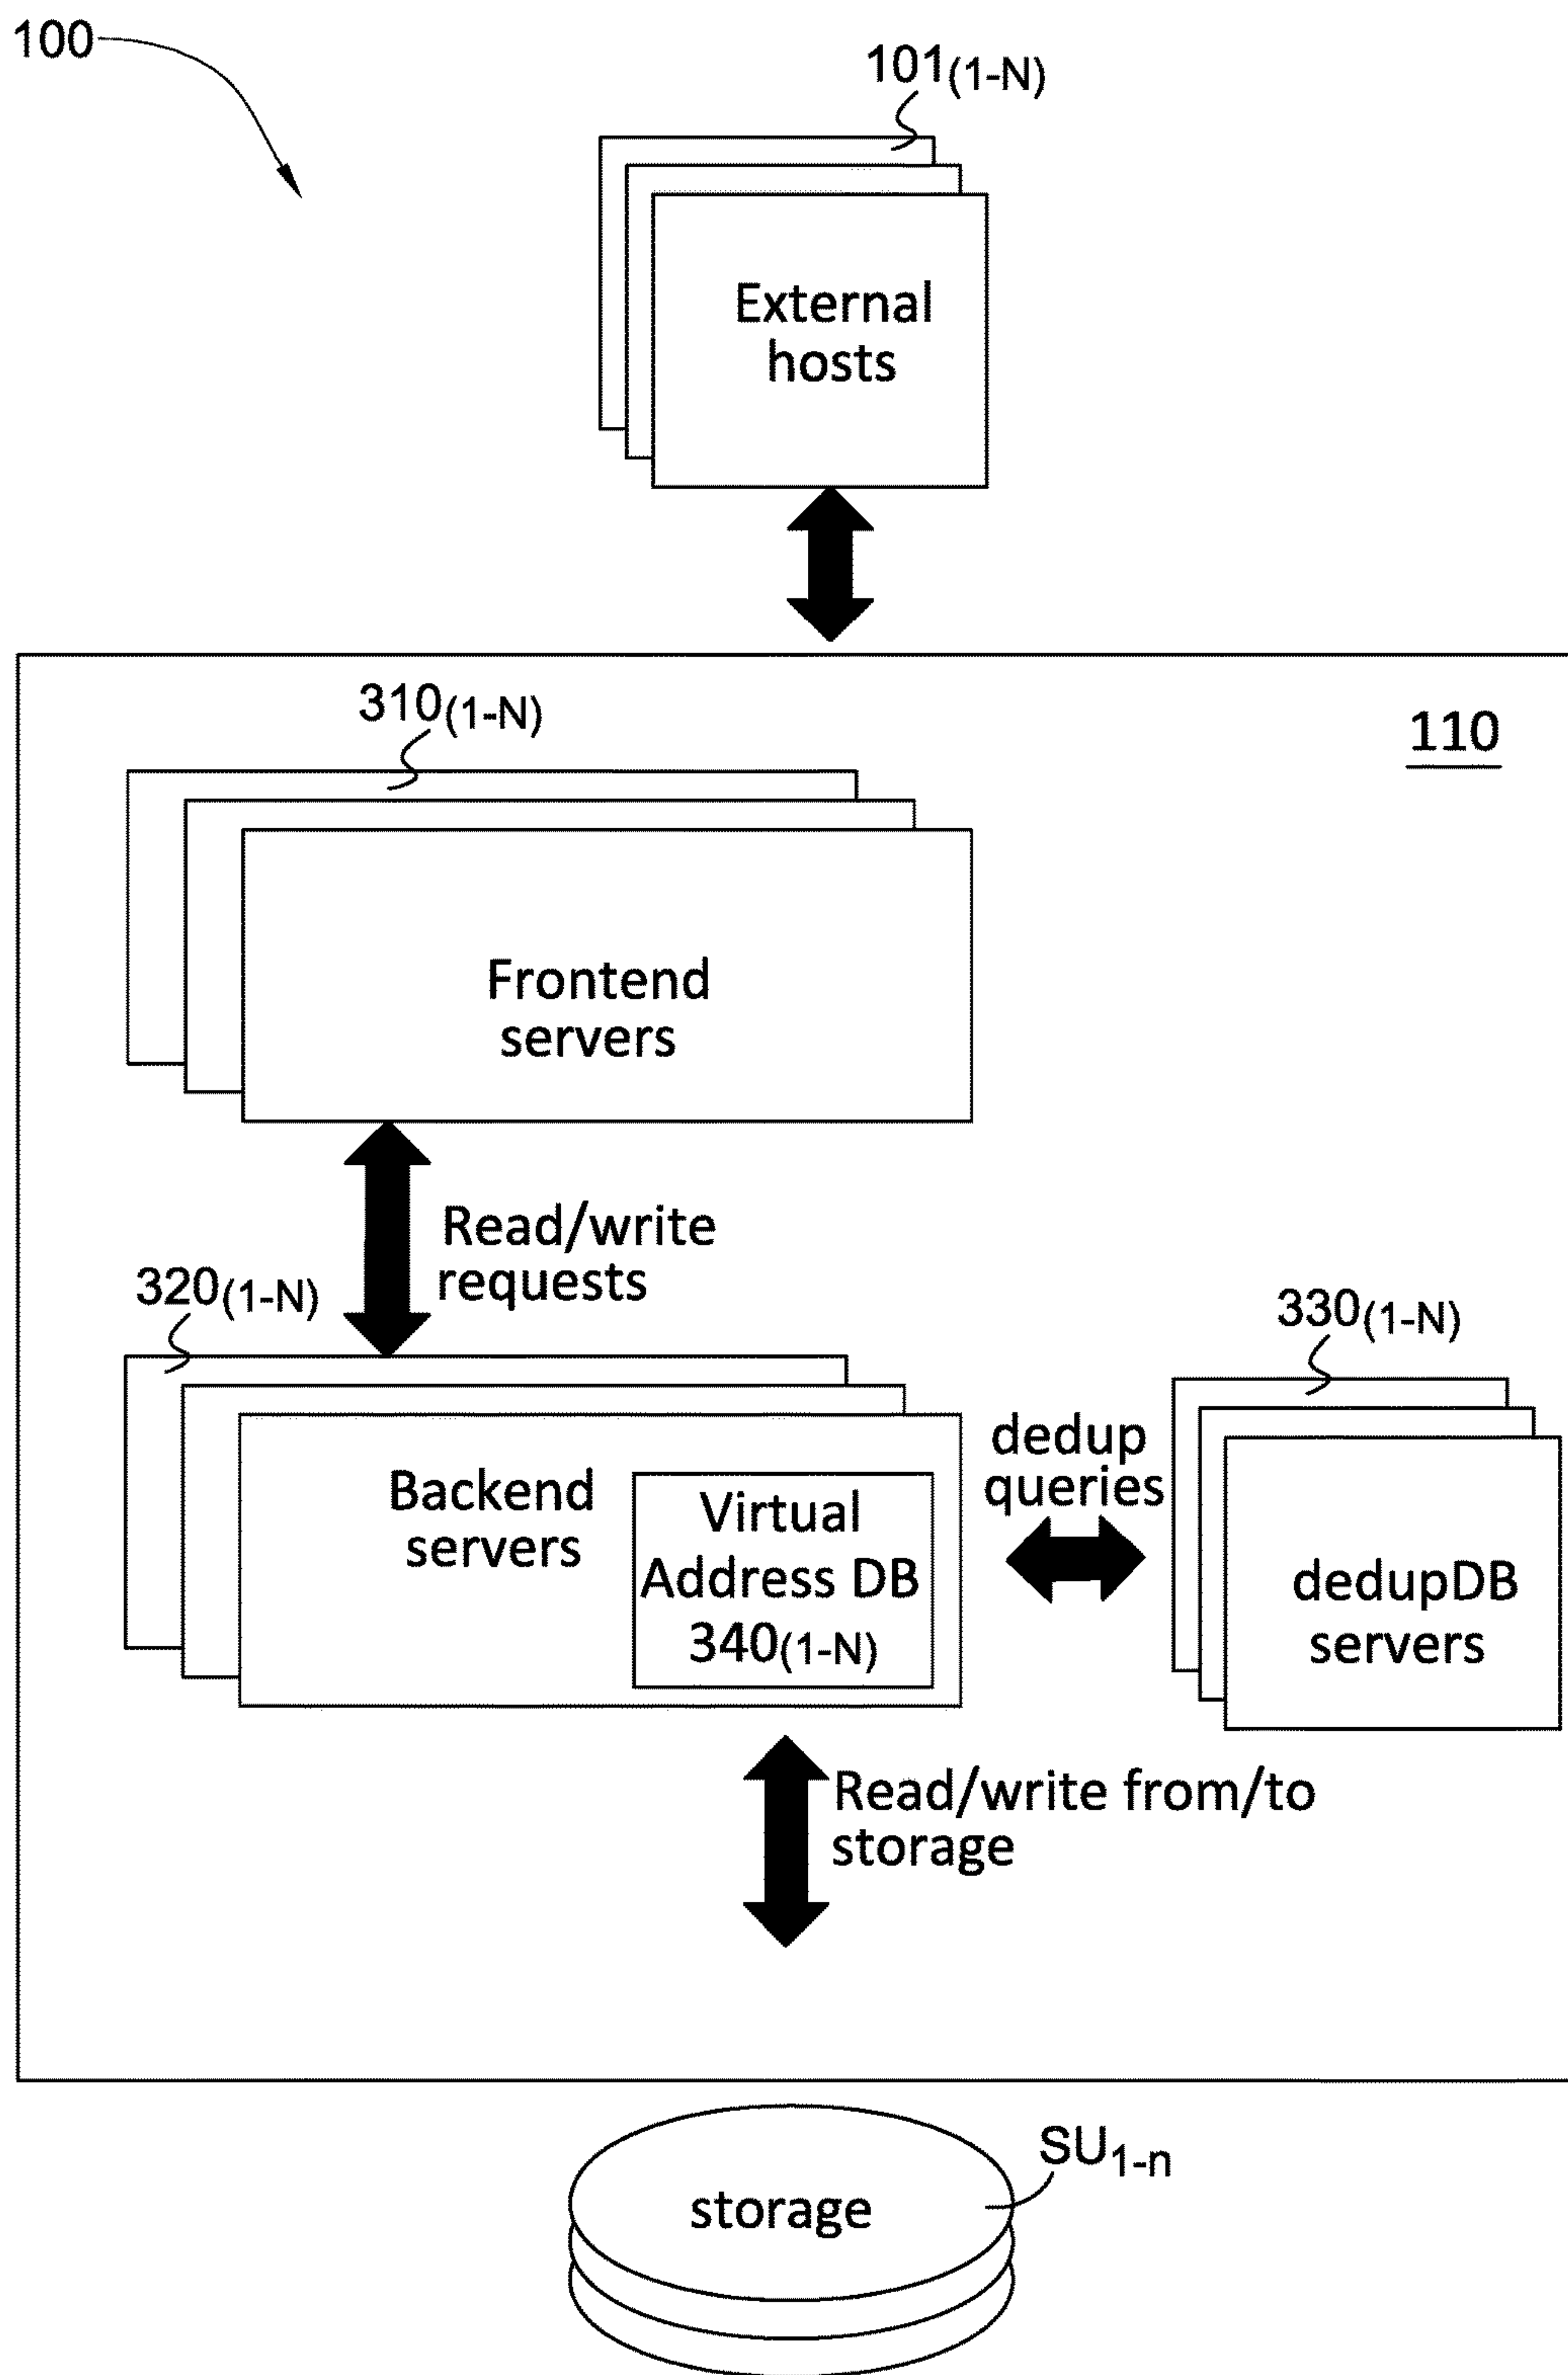 100
101(1-N)
External
hosts
310(1-N)
110
Frontend
servers
Read/write
requests
320(1-N)
330(1-N)
dedup
queries
Backend
servers
Virtual
Address DB
340(1-N)
dedupDB
servers
Read/write from/to
storage
SU1-n
storage